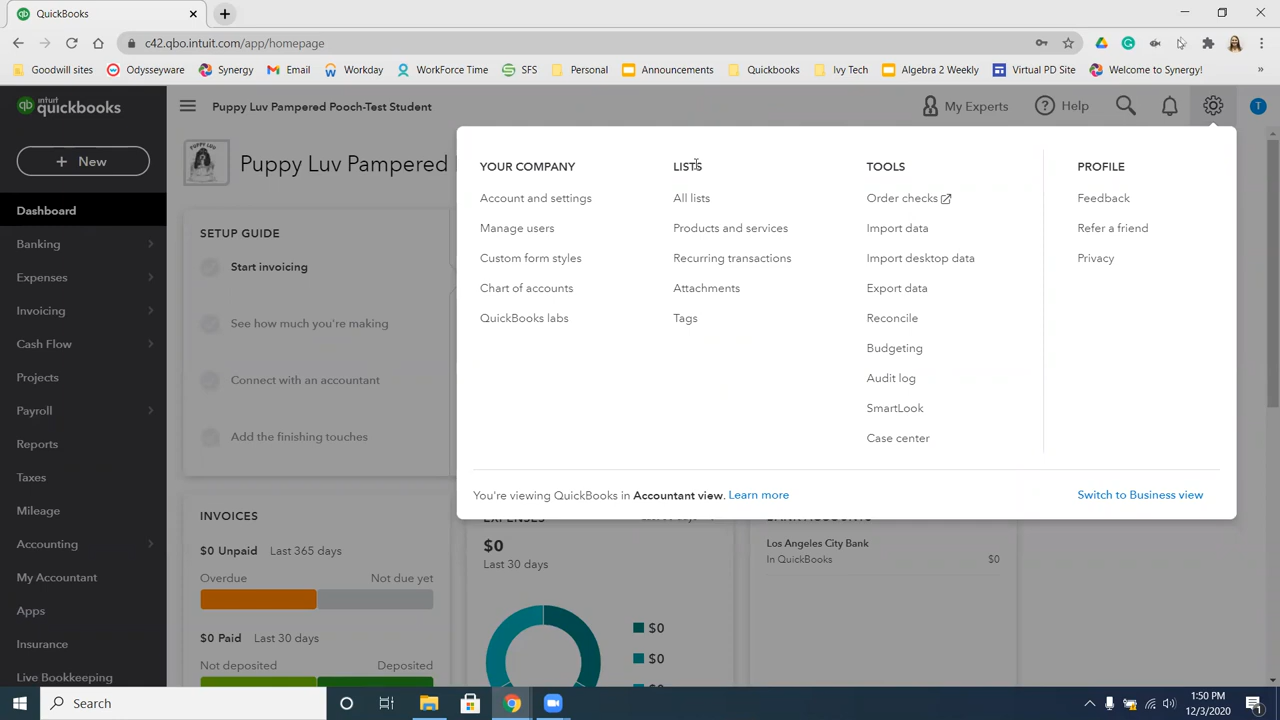 QuickBooks
c42.qbo.intuit.com/app/homepage
Goodwill sites Odysseyware Synergy Email Workday WorkForce Time SFS Personal Announcements Quickbooks Ivy Tech Algebra 2 Weekly Virtual PD Site Welcome to Synergy! »
intuit quickbooks
Puppy Luv Pampered Pooch-Test Student
My Experts Help T
+ New
Puppy Luv Pampered
Dashboard
Banking
Expenses
Invoicing
Cash Flow
Projects
Payroll
Reports
Taxes
Mileage
Accounting
My Accountant
Apps
Insurance
Live Bookkeeping
SETUP GUIDE
Start invoicing
See how much you're making
Connect with an accountant
Add the finishing touches
YOUR COMPANY
Account and settings
Manage users
Custom form styles
Chart of accounts
QuickBooks labs
LISTS
All lists
Products and services
Recurring transactions
Attachments
Tags
TOOLS
Order checks
Import data
Import desktop data
Export data
Reconcile
Budgeting
Audit log
SmartLook
Case center
PROFILE
Feedback
Refer a friend
Privacy
You're viewing QuickBooks in Accountant view. Learn more
Switch to Business view
INVOICES
$0 Unpaid Last 365 days
Overdue Not due yet
$0 Paid Last 30 days
Not deposited Deposited
EXPENSES
$0
Last 30 days
$0
$0
BANK ACCOUNTS
Los Angeles City Bank
In QuickBooks $0
Search
1:50 PM
12/3/2020
1